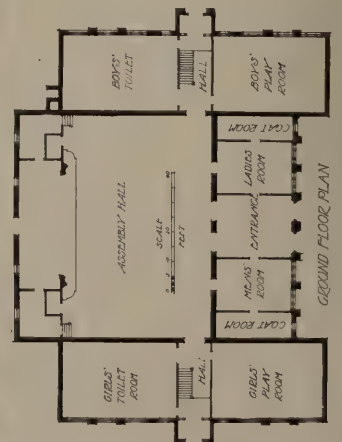 ASSEMBLY HALL
GIRLS'
TOILET
ROOM
BOYS'
TOILET
SCALE
FEET
HALL
HALL
GIRLS'
PLAY
ROOM
COAT ROOM
MENS'
ROOM
ENTRANCE
LADIES
ROOM
COAT ROOM
BOYS'
PLAY
ROOM
GROUND FLOOR PLAN